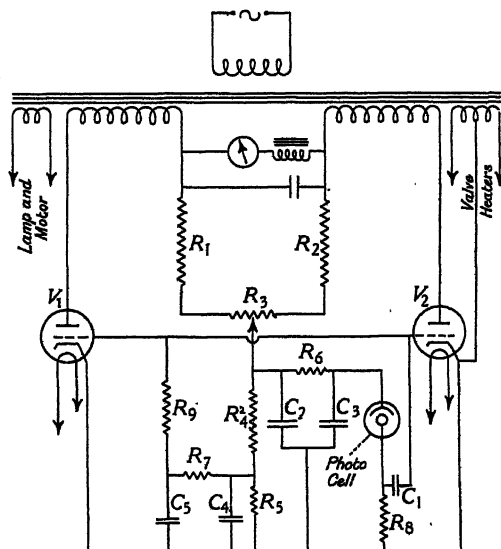 Lamp and
Motor
Valve
Heaters
R1
R2
R3
V1
V2
R6
R9
R4
C2
C3
R7
Photo
Cell
C5
C4
R5
C1
R8